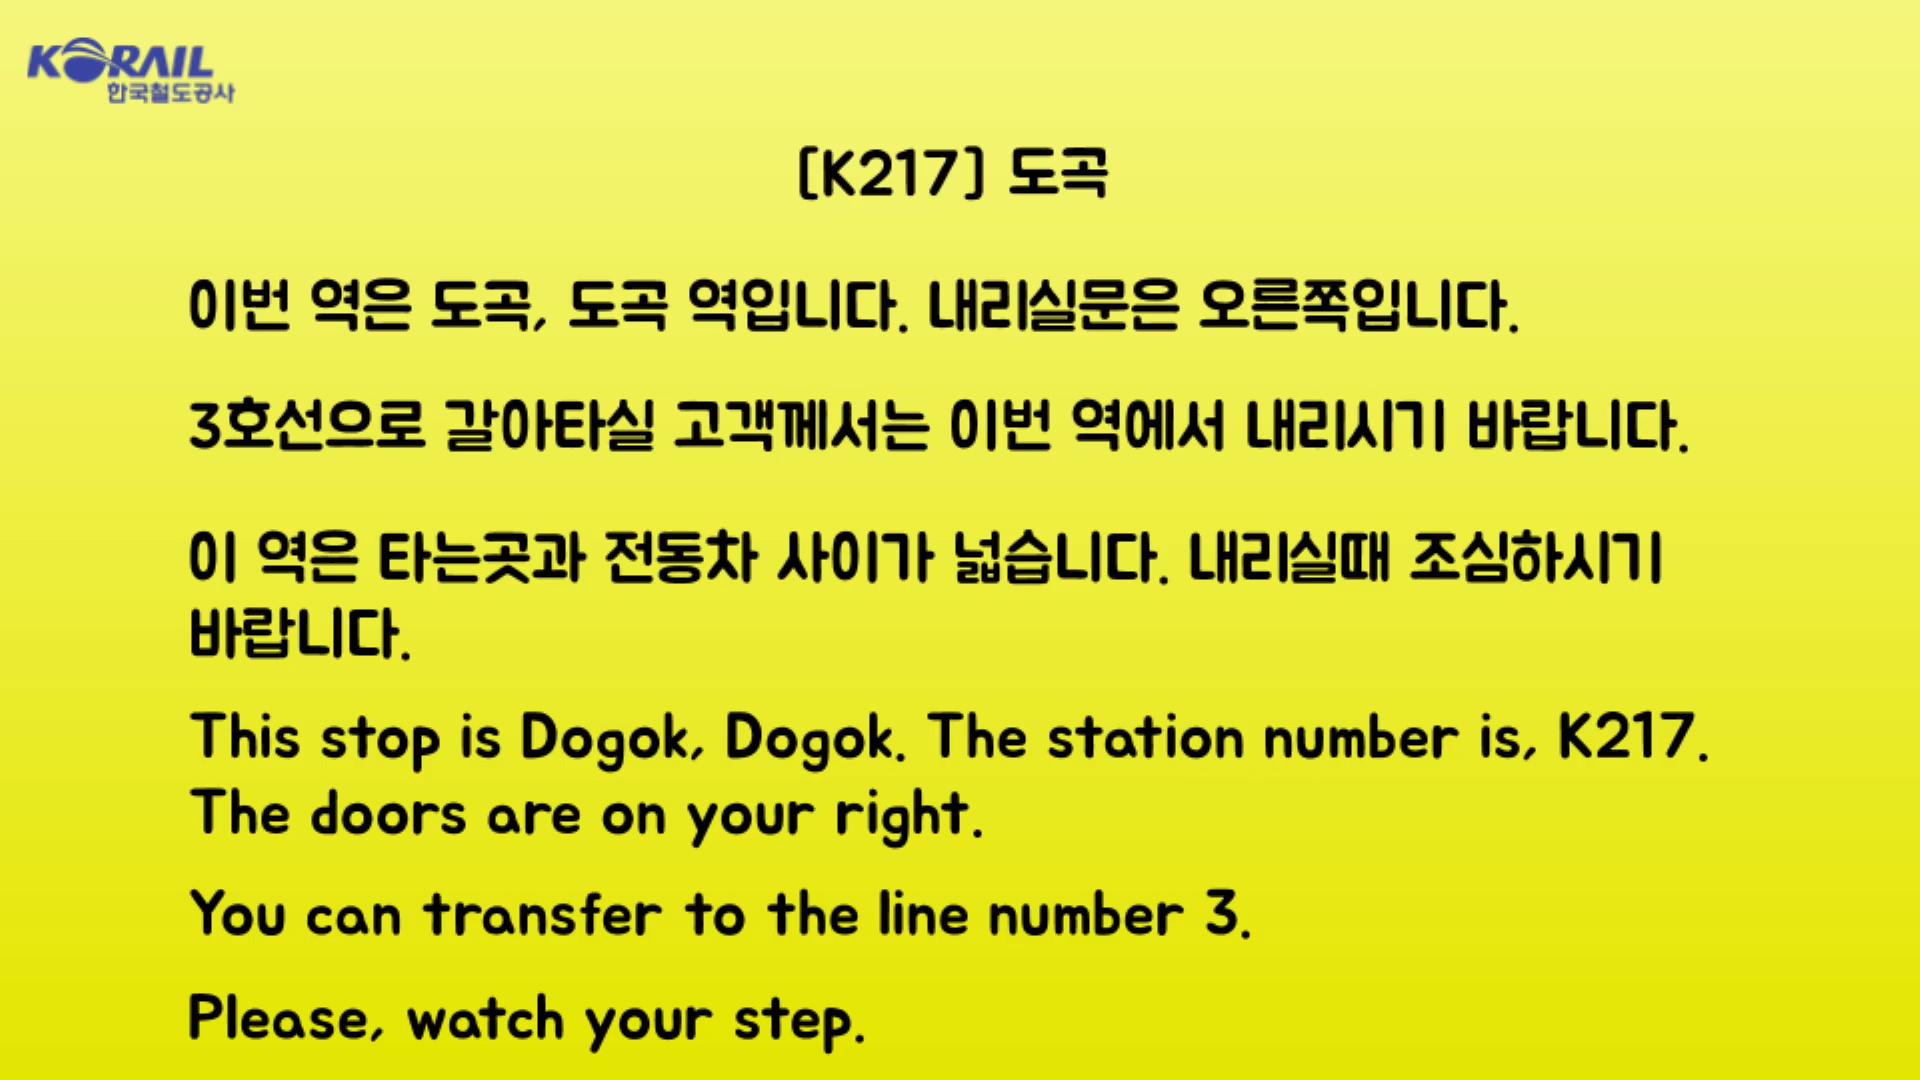 KORAIL
한국철도공사
[K217] 도곡
이번 역은 도곡, 도곡 역입니다. 내리실문은 오른쪽입니다.
3호선으로 갈아타실 고객께서는 이번 역에서 내리시기 바랍니다.
이 역은 타는곳과 전동차 사이가 넓습니다. 내리실때 조심하시기
바랍니다.
This stop is Dogok, Dogok. The station number is, K217.
The doors are on your right.
You can transfer to the line number 3.
Please, watch your step.